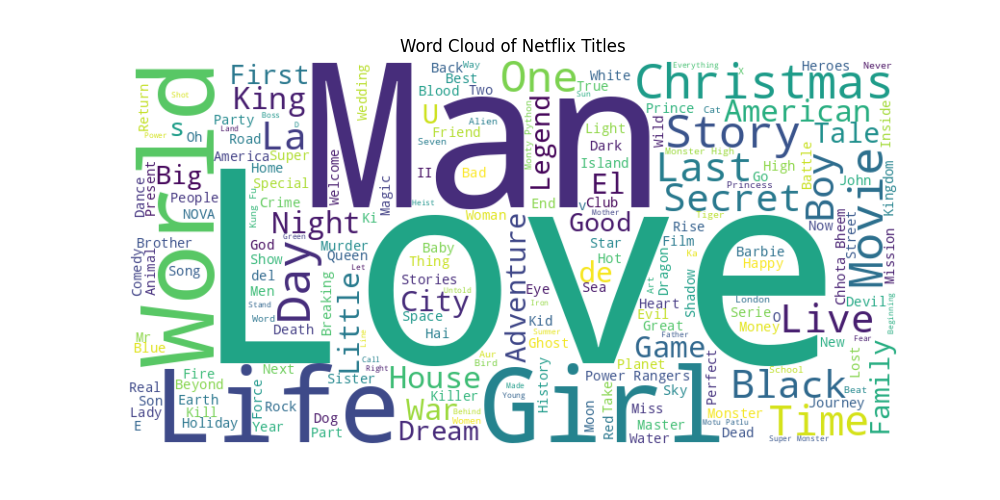 Word Cloud of Netflix Titles
Love
Man
World
Life
Girl
Christmas
One
Story
American
Tale
Last
Secret
Boy
Movie
First
King
La
U
Legend
El
Good
Big
Night
Day
Little
City
Adventure
de
Live
Game
Black
Time
Family
House
War
Dream
s
Return
Shot
Power
Oh
Party
Boss
Land
o
Road
America
Super
Home
Special
Crime
Kung Fu
Wedding
Welcome
Magic
Back
Way
Best
Blood
Two
Friend
Alien
Seven
II
Bad
Heist
Woman
Monty Python
End
True
Sun
White
Light
Dark
Island
Club
v
Mother
Wild
Prince
Cat
Everything
x
Monster High
Princess
Go
High
Battle
John
Heroes
Never
Inside
Kingdom
Tiger
Rise
Film
Ka
Now
Street
Mission
Chhota Bheem
Dance
Present
People
NOVA
Brother
Comedy
Animal
Song
God
Show
del
Men
Stand
Word
Green
Death
Murder
Queen
Let
Ki
Breaking
Baby
Thing
Stories
Untold
Space
Hai
Eye
Sea
Star
Hot
Kid
Iron
Summer
Ghost
Heart
Evil
Great
Father
Art
Dragon
Shadow
Barbie
Happy
London
Serie
O
Money
Devil
New
Fear
Lost
Beginning
Mr
Blue
Real
Son
Lady
E
Fire
Beyond
Earth
Kill
Holiday
Force
Year
Next
Rock
Sister
Dog
Part
Call
Right
Killer
Behind
Women
Made
Young
Aur
Bird
History
Planet
Power Rangers
Moon
Red
Take
Sky
Miss
Master
Water
Perfect
Monster
Motu Patlu
Dead
School
Beat
Journey
Super Monster